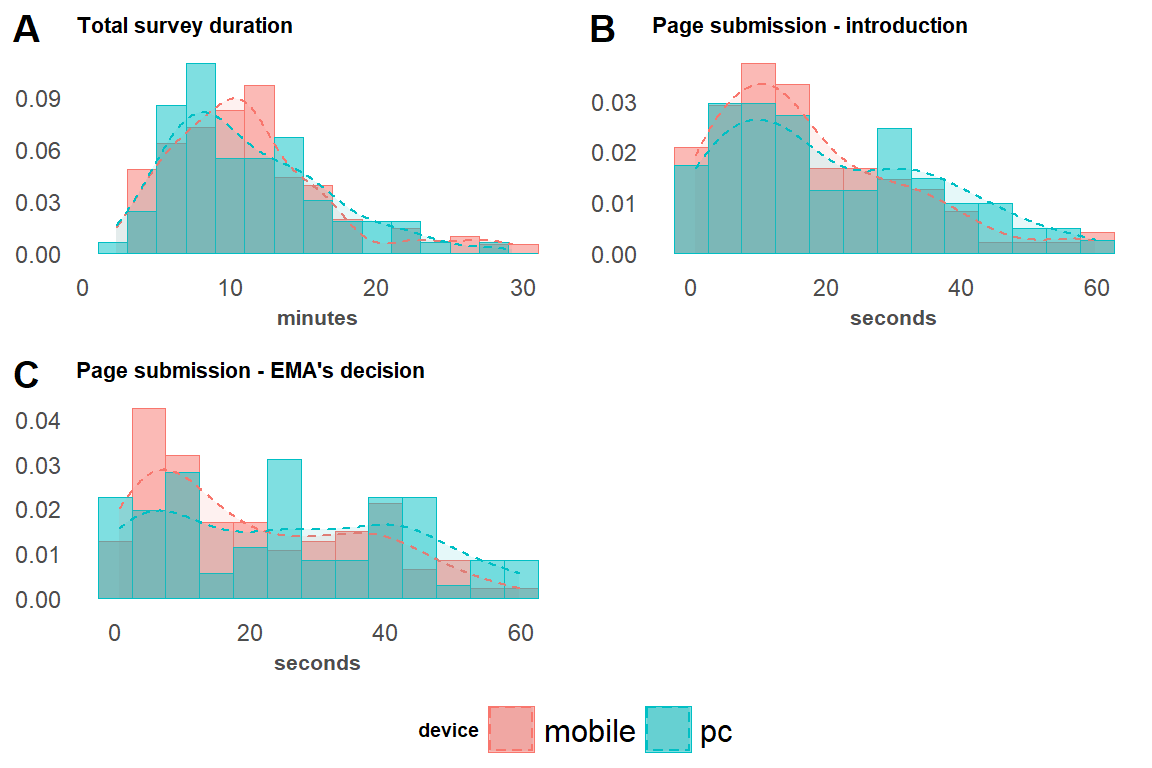 A Total survey duration
0.09
0.06
0.03
0.00
0 10 20 30
minutes
B Page submission - introduction
0.03
0.02
0.01
0.00
0 20 40 60
seconds
C Page submission - EMA's decision
0.04
0.03
0.02
0.01
0.00
0 20 40 60
seconds
device mobile pc